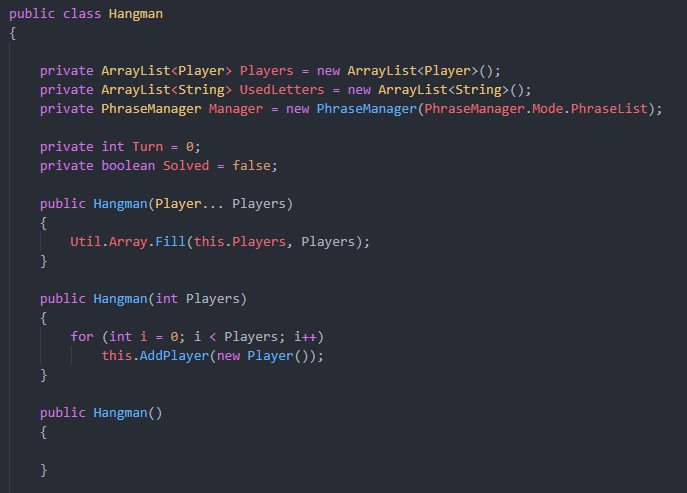 public class Hangman
{
private ArrayList<Player> Players = new ArrayList<Player>();
private ArrayList<String> UsedLetters = new ArrayList<String>();
private PhraseManager Manager = new PhraseManager(PhraseManager.Mode.PhraseList);
private int Turn = 0;
private boolean Solved = false;
public Hangman(Player... Players)
{
Util.Array.Fill(this.Players, Players);
}
public Hangman(int Players)
{
for (int i = 0; i < Players; i++)
this.AddPlayer(new Player());
}
public Hangman()
{
}